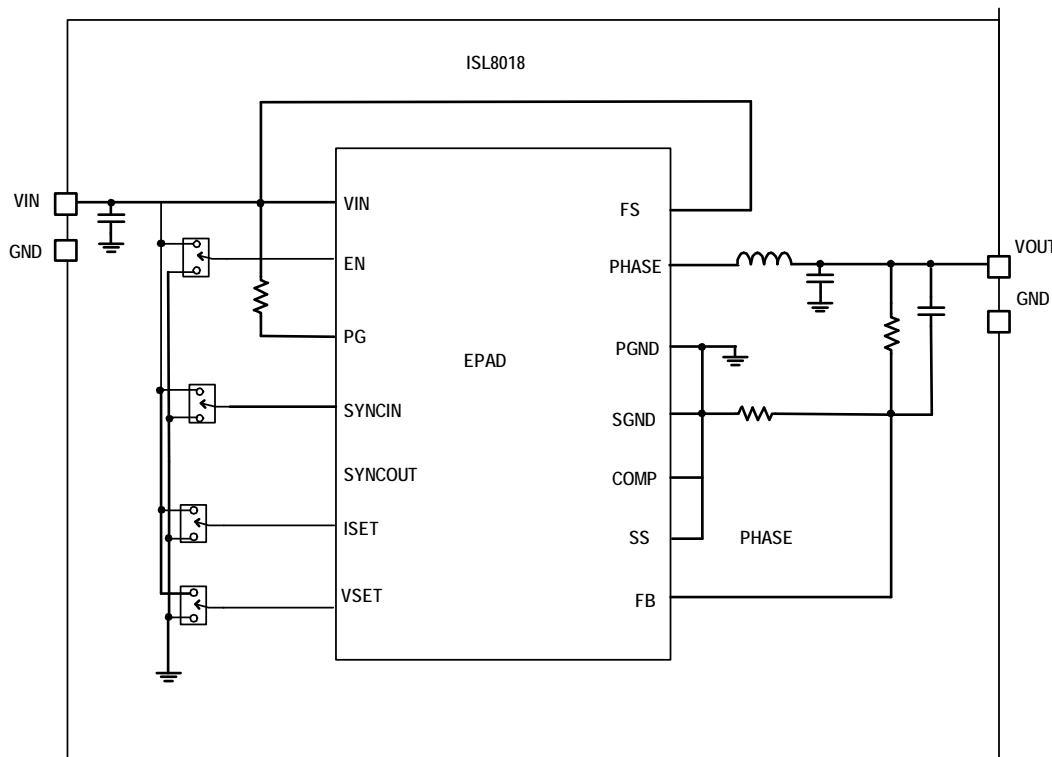 ISL8018
VIN
GND
VIN
EN
PG
SYNCIN
SYNCOUT
ISET
VSET
EPAD
FS
PHASE
PGND
SGND
COMP
SS
FB
PHASE
VOUT
GND